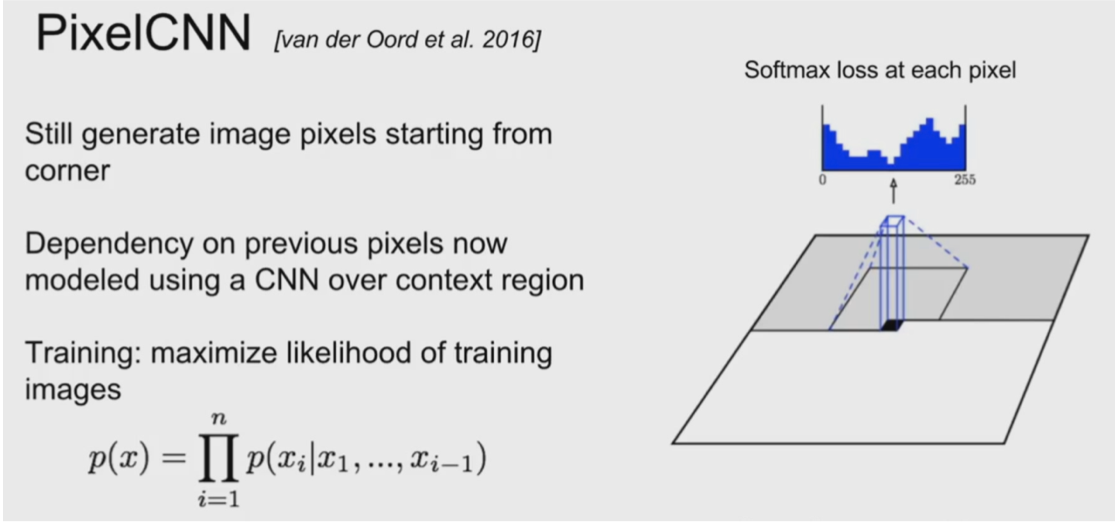 PixelCNN [van der Oord et al. 2016]
Softmax loss at each pixel
Still generate image pixels starting from
corner
0 255
Dependency on previous pixels now
modeled using a CNN over context region
Training: maximize likelihood of training
images
p(x) = ∏_{i=1}^{n} p(x_i|x_1, ..., x_{i−1})